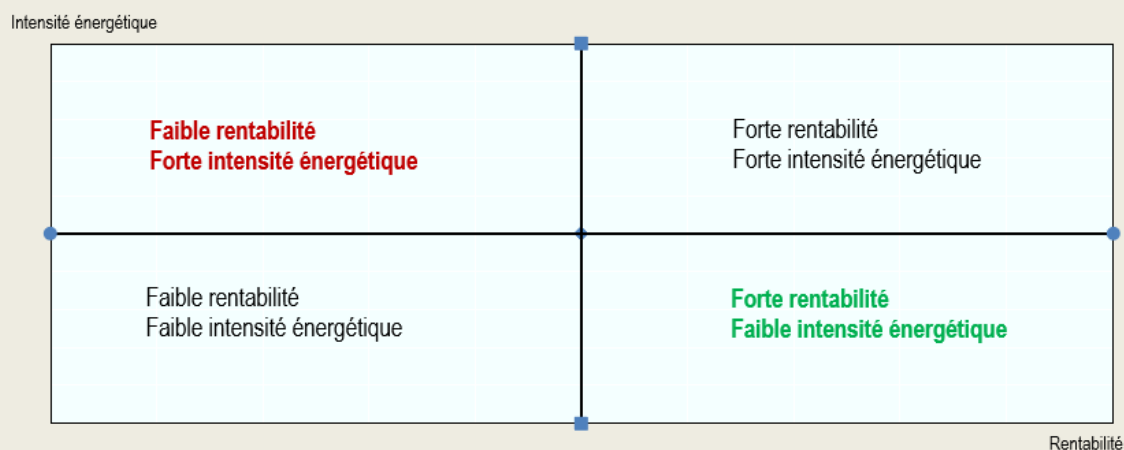 Intensité énergétique
Faible rentabilité
Forte intensité énergétique
Forte rentabilité
Forte intensité énergétique
Faible rentabilité
Faible intensité énergétique
Forte rentabilité
Faible intensité énergétique
Rentabilité